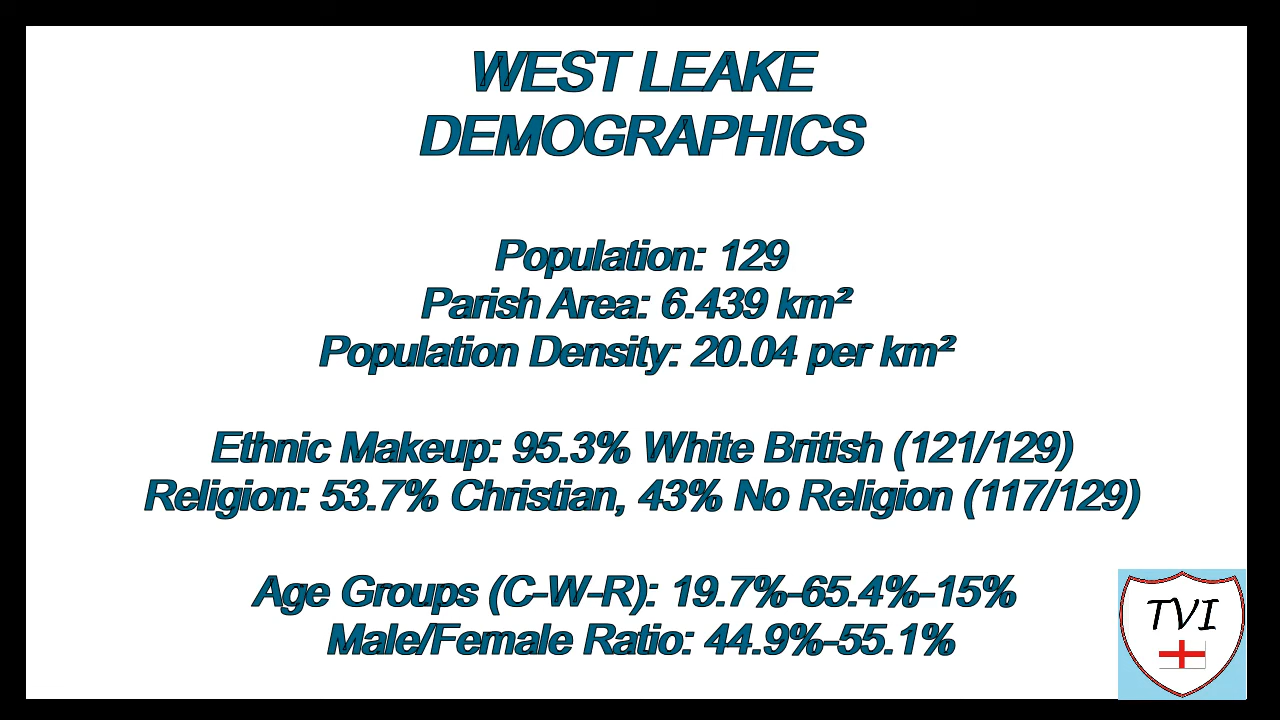 WEST LEAKE
DEMOGRAPHICS
Population: 129
Parish Area: 6.439 km²
Population Density: 20.04 per km²
Ethnic Makeup: 95.3% White British (121/129)
Religion: 53.7% Christian, 43% No Religion (117/129)
Age Groups (C-W-R): 19.7%-65.4%-15%
Male/Female Ratio: 44.9%-55.1%
TVI